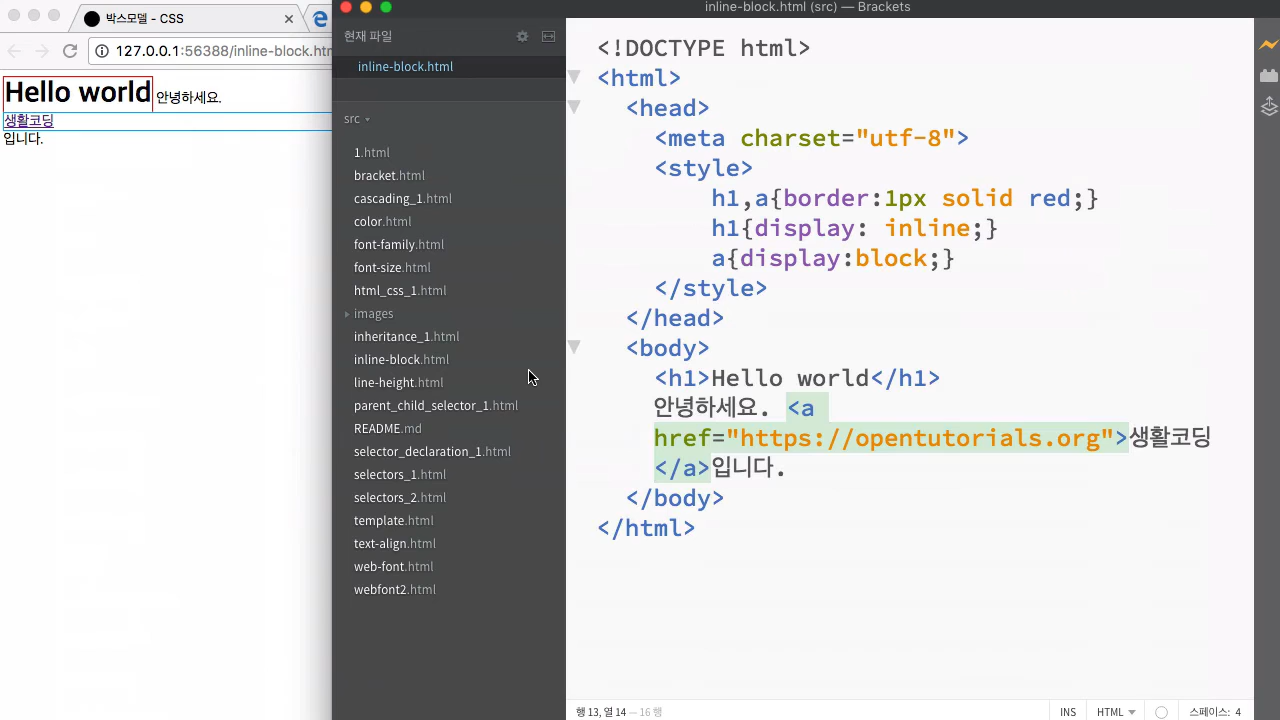 박스모델 - CSS
127.0.0.1:56388/inline-block.htm
Hello world 안녕하세요.
생활코딩
입니다.
inline-block.html (src) — Brackets
현재 파일
inline-block.html
src
1.html
bracket.html
cascading_1.html
color.html
font-family.html
font-size.html
html_css_1.html
images
inheritance_1.html
inline-block.html
line-height.html
parent_child_selector_1.html
README.md
selector_declaration_1.html
selectors_1.html
selectors_2.html
template.html
text-align.html
web-font.html
webfont2.html
<!DOCTYPE html>
<html>
<head>
<meta charset="utf-8">
<style>
h1,a{border:1px solid red;}
h1{display: inline;}
a{display:block;}
</style>
</head>
<body>
<h1>Hello world</h1>
안녕하세요. <a
href="https://opentutorials.org">생활코딩
</a>입니다.
</body>
</html>
행 13, 열 14 — 16 행
INS
HTML
스페이스: 4